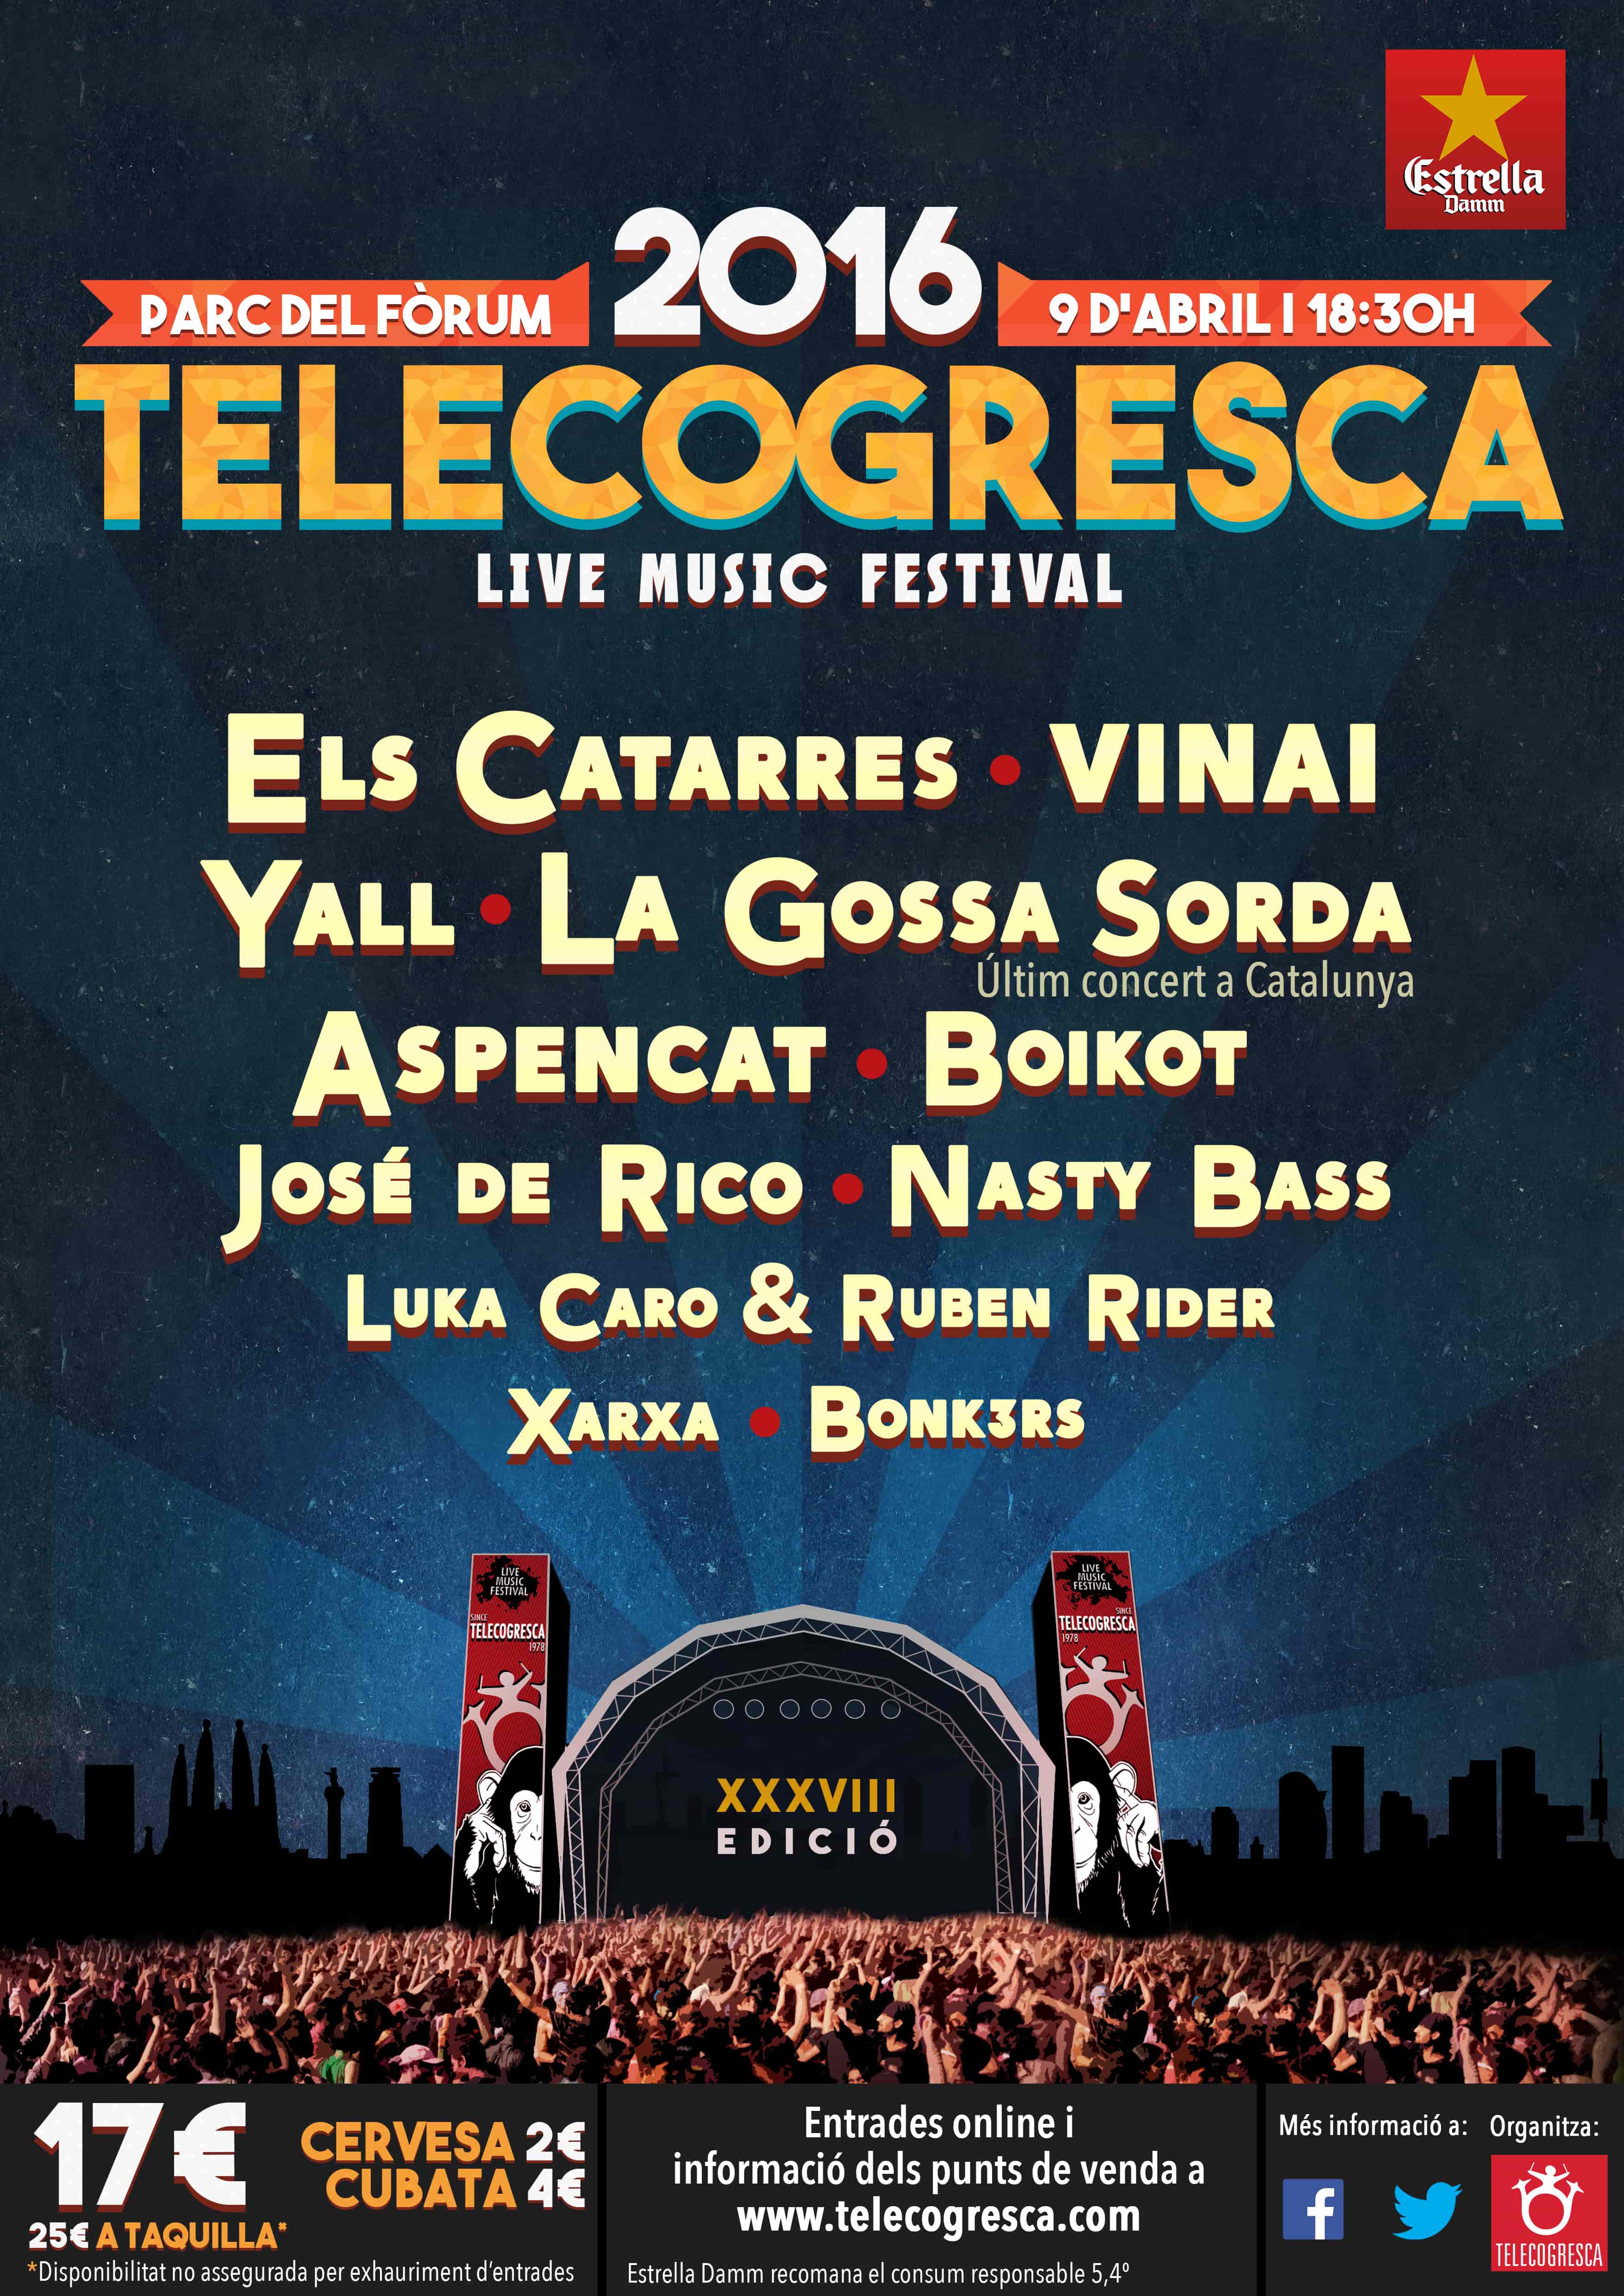 Estrella
Damm
2016
PARC DEL FÒRUM
9 D'ABRIL I 18:30H
TELECOGRESCA
LIVE MUSIC FESTIVAL
ELS CATARRES • VINAI
YALL • LA GOSSA SORDA
Últim concert a Catalunya
ASPENCAT • BOIKOT
JOSÉ DE RICO • NASTY BASS
LUKA CARO & RUBEN RIDER
XARXA • BONK3RS
LIVE
MUSIC
FESTIVAL
SINCE
TELECOGRESCA
1978
LIVE
MUSIC
FESTIVAL
SINCE
TELECOGRESCA
1978
XXXVIII
EDICIÓ
17€
25€ A TAQUILLA*
CERVESA 2€
CUBATA 4€
*Disponibilitat no assegurada per exhauriment d'entrades
Entrades online i
informació dels punts de venda a
www.telecogresca.com
Estrella Damm recomana el consum responsable 5,4º
Més informació a:
Organitza:
TELECOGRESCA